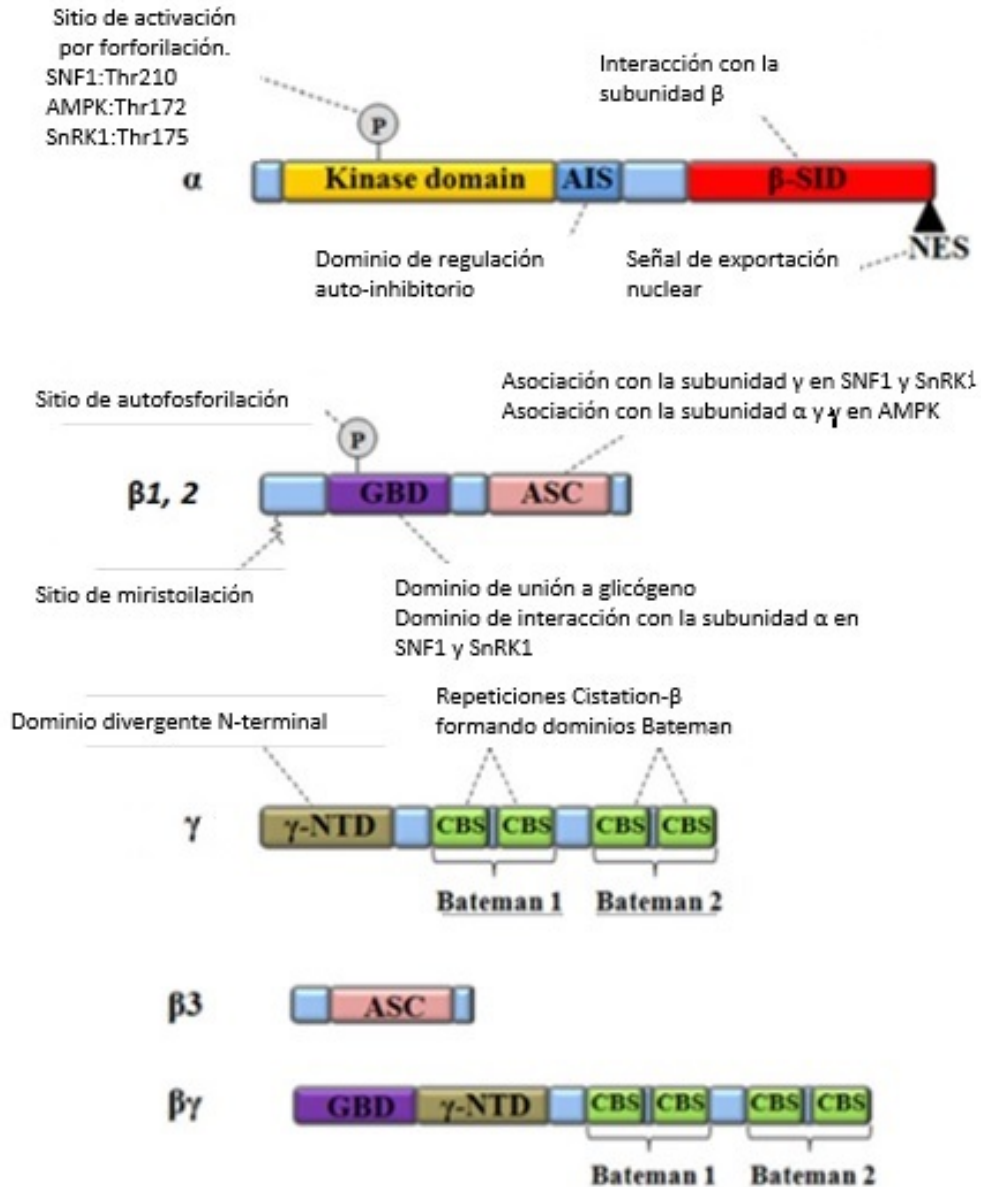 Sitio de activación
por forforilación.
SNF1:Thr210
AMPK:Thr172
SnRK1:Thr175
Interacción con la
subunidad β
P
α
Kinase domain
AIS
β-SID
NES
Dominio de regulación
auto-inhibitorio
Señal de exportación
nuclear
Sitio de autofosforilación
Asociación con la subunidad γ en SNF1 y SnRK1
Asociación con la subunidad α y γ en AMPK
P
β1, 2
GBD
ASC
Sitio de miristoilación
Dominio de unión a glicógeno
Dominio de interacción con la subunidad α en
SNF1 y SnRK1
Dominio divergente N-terminal
Repeticiones Cistation-β
formando dominios Bateman
γ
γ-NTD
CBS
CBS
CBS
CBS
Bateman 1
Bateman 2
β3
ASC
βγ
GBD
γ-NTD
CBS
CBS
CBS
CBS
Bateman 1
Bateman 2